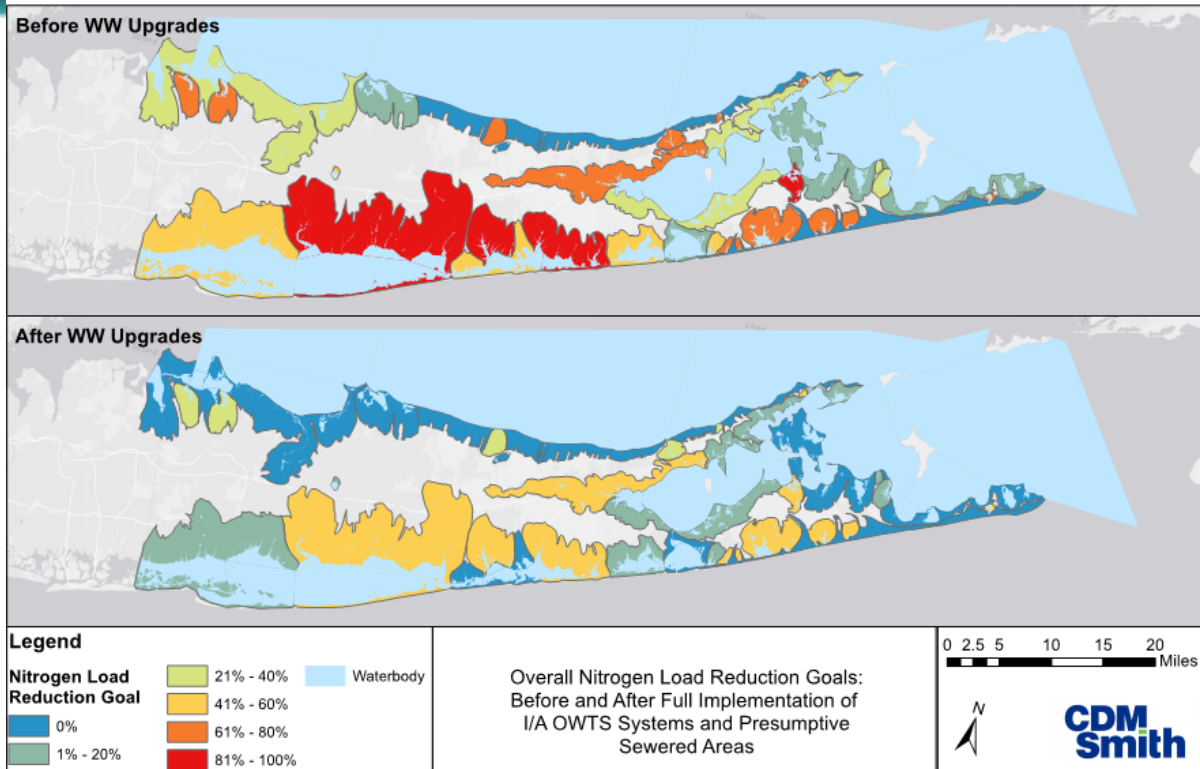 Before WW Upgrades
After WW Upgrades
Legend
Nitrogen Load
Reduction Goal
0%
1% - 20%
21% - 40%
41% - 60%
61% - 80%
81% - 100%
Waterbody
Overall Nitrogen Load Reduction Goals:
Before and After Full Implementation of
I/A OWTS Systems and Presumptive
Sewered Areas
0 2.5 5 10 15 20
Miles
N
CDM
Smith